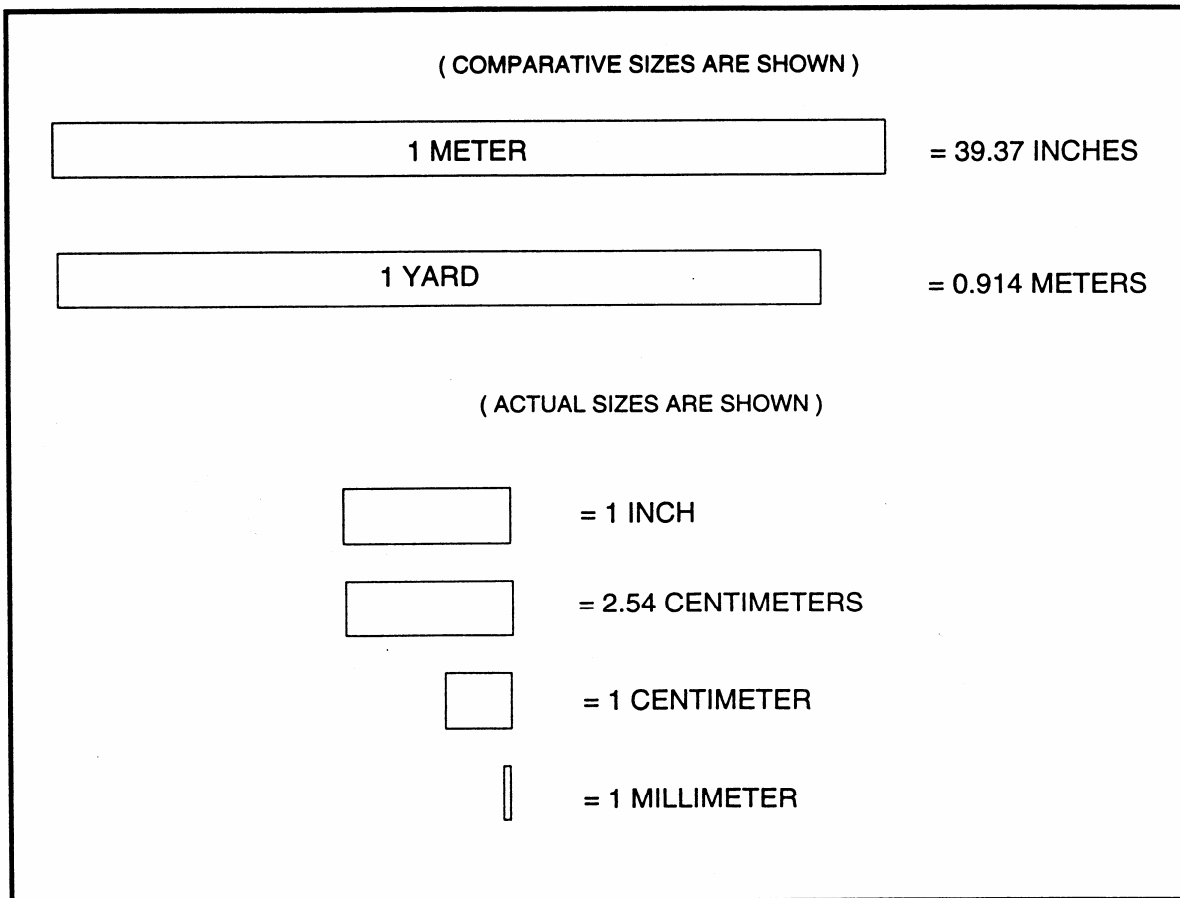 ( COMPARATIVE SIZES ARE SHOWN )
1 METER = 39.37 INCHES
1 YARD = 0.914 METERS
( ACTUAL SIZES ARE SHOWN )
= 1 INCH
= 2.54 CENTIMETERS
= 1 CENTIMETER
= 1 MILLIMETER